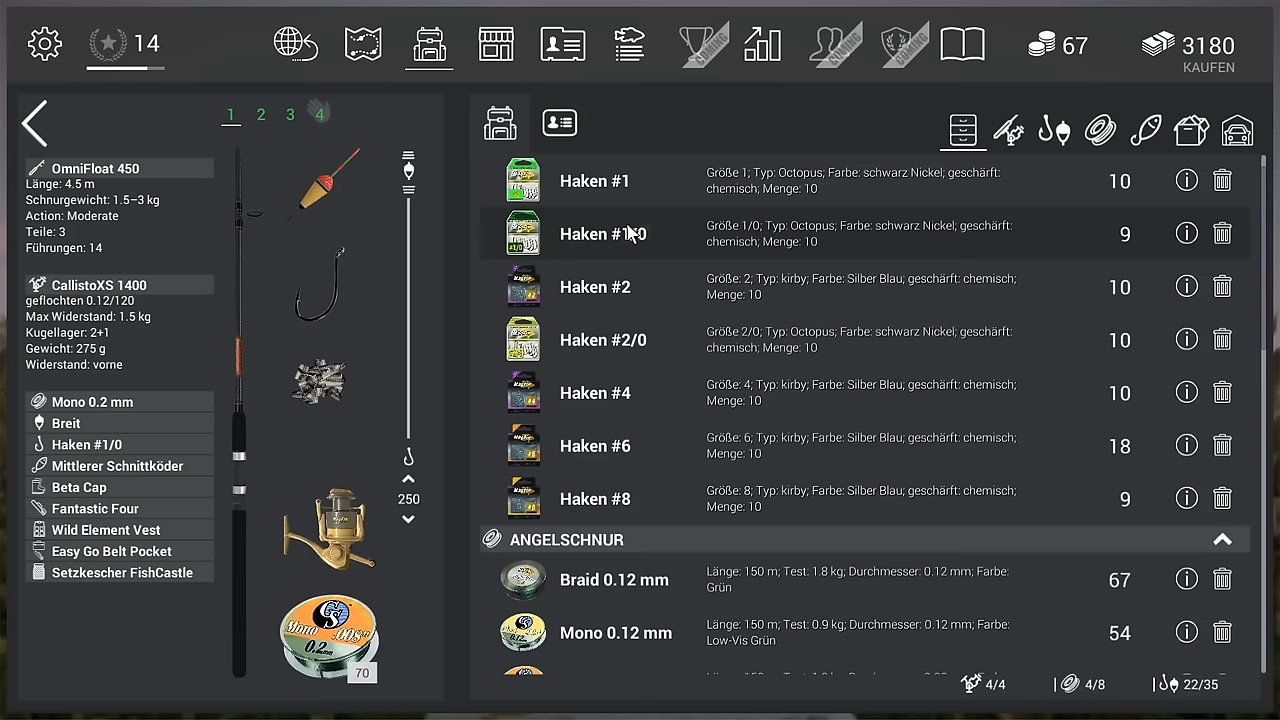 14
67
3180
KAUFEN
1 2 3 4
OmniFloat 450
Länge: 4.5 m
Schnurgewicht: 1.5–3 kg
Action: Moderate
Teile: 3
Führungen: 14
CallistoXS 1400
geflochten 0.12/120
Max Widerstand: 1.5 kg
Kugellager: 2+1
Gewicht: 275 g
Widerstand: vorne
Mono 0.2 mm
Breit
Haken #1/0
Mittlerer Schnittköder
Beta Cap
Fantastic Four
Wild Element Vest
Easy Go Belt Pocket
Setzkescher FishCastle
250
Mono .008"
0.2mm
70
Haken #1
Größe 1; Typ: Octopus; Farbe: schwarz Nickel; geschärft:
chemisch; Menge: 10
10
Haken #1/0
Größe 1/0; Typ: Octopus; Farbe: schwarz Nickel; geschärft:
chemisch; Menge: 10
9
Haken #2
Größe: 2; Typ: kirby; Farbe: Silber Blau; geschärft: chemisch;
Menge: 10
10
Haken #2/0
Größe 2/0; Typ: Octopus; Farbe: schwarz Nickel; geschärft:
chemisch; Menge: 10
10
Haken #4
Größe: 4; Typ: kirby; Farbe: Silber Blau; geschärft: chemisch;
Menge: 10
10
Haken #6
Größe: 6; Typ: kirby; Farbe: Silber Blau; geschärft: chemisch;
Menge: 10
18
Haken #8
Größe: 8; Typ: kirby; Farbe: Silber Blau; geschärft: chemisch;
Menge: 10
9
ANGELSCHNUR
Braid 0.12 mm
Länge: 150 m; Test: 1.8 kg; Durchmesser: 0.12 mm; Farbe:
Grün
67
Mono 0.12 mm
Länge: 150 m; Test: 0.9 kg; Durchmesser: 0.12 mm; Farbe:
Low-Vis Grün
54
4/4
4/8
22/35